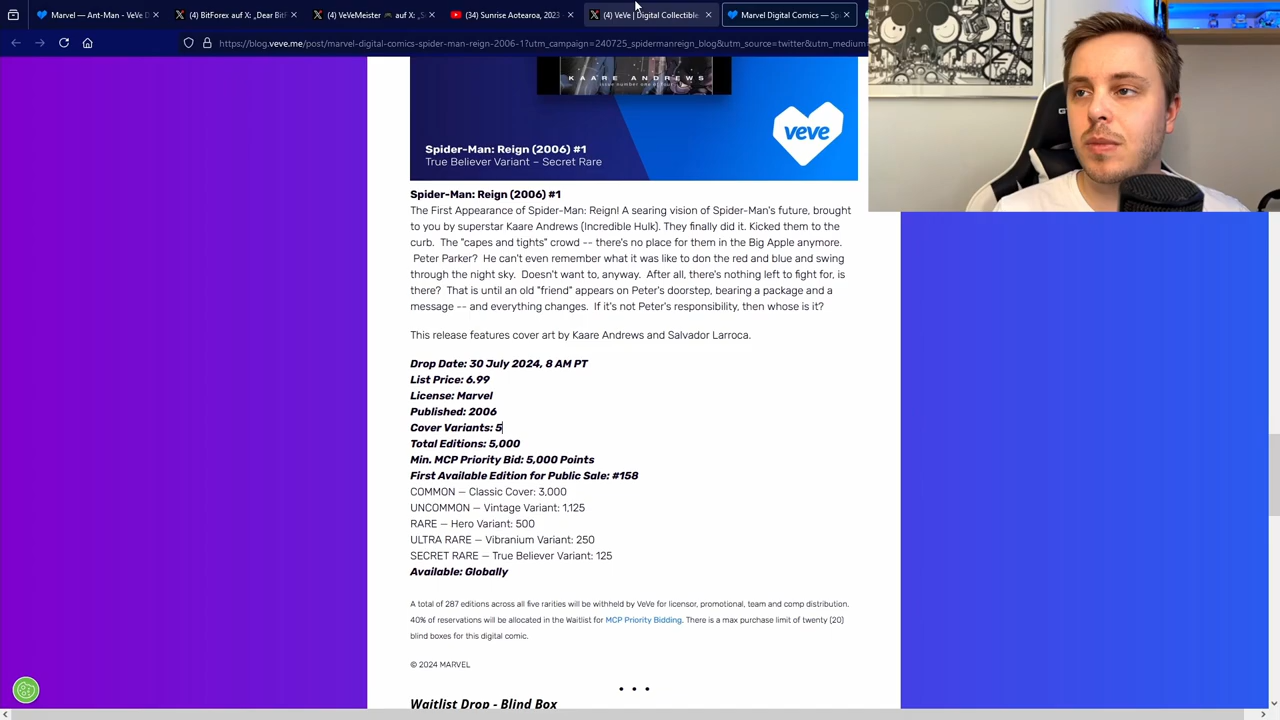 Marvel — Ant-Man - VeVe D
(4) BitForex auf X: „Dear BitF
(4) VeVeMeister
auf X: „S
(34) Sunrise Aotearoa, 2023
(4) VeVe | Digital Collectible
Marvel Digital Comics — Sp
https://blog.veve.me/post/marvel-digital-comics-spider-man-reign-2006-1?utm_campaign=240725_spidermanreign_blog&utm_source=twitter&utm_medium=
KAARE ANDREWS
issue number one of four
veve
Spider-Man: Reign (2006) #1
True Believer Variant – Secret Rare
Spider-Man: Reign (2006) #1
The First Appearance of Spider-Man: Reign! A searing vision of Spider-Man's future, brought
to you by superstar Kaare Andrews (Incredible Hulk). They finally did it. Kicked them to the
curb.  The "capes and tights" crowd -- there's no place for them in the Big Apple anymore.
Peter Parker?  He can't even remember what it was like to don the red and blue and swing
through the night sky.  Doesn't want to, anyway.  After all, there's nothing left to fight for, is
there?  That is until an old "friend" appears on Peter's doorstep, bearing a package and a
message -- and everything changes.  If it's not Peter's responsibility, then whose is it?
This release features cover art by Kaare Andrews and Salvador Larroca.
Drop Date: 30 July 2024, 8 AM PT
List Price: 6.99
License: Marvel
Published: 2006
Cover Variants: 5
Total Editions: 5,000
Min. MCP Priority Bid: 5,000 Points
First Available Edition for Public Sale: #158
COMMON — Classic Cover: 3,000
UNCOMMON — Vintage Variant: 1,125
RARE — Hero Variant: 500
ULTRA RARE — Vibranium Variant: 250
SECRET RARE — True Believer Variant: 125
Available: Globally
A total of 287 editions across all five rarities will be withheld by VeVe for licensor, promotional, team and comp distribution.
40% of reservations will be allocated in the Waitlist for MCP Priority Bidding. There is a max purchase limit of twenty (20)
blind boxes for this digital comic.
© 2024 MARVEL
• • •
Waitlist Drop - Blind Box